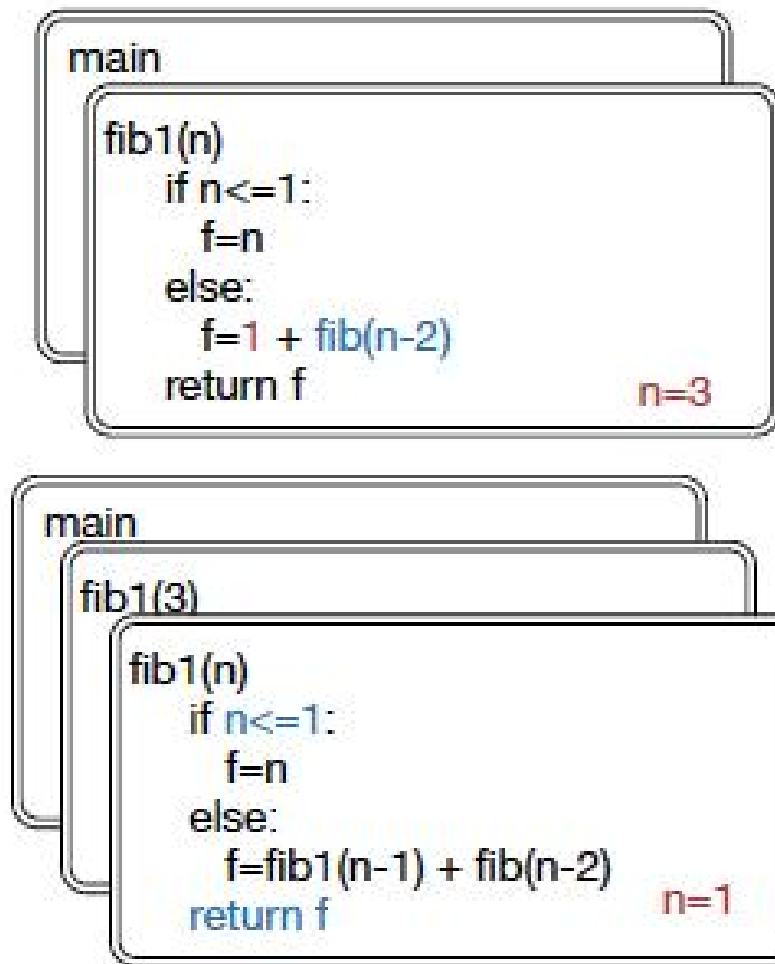 main
fib1(n)
if n<=1:
f=n
else:
f=1 + fib(n-2)
return f
n=3
main
fib1(3)
fib1(n)
if n<=1:
f=n
else:
f=fib1(n-1) + fib(n-2)
return f
n=1